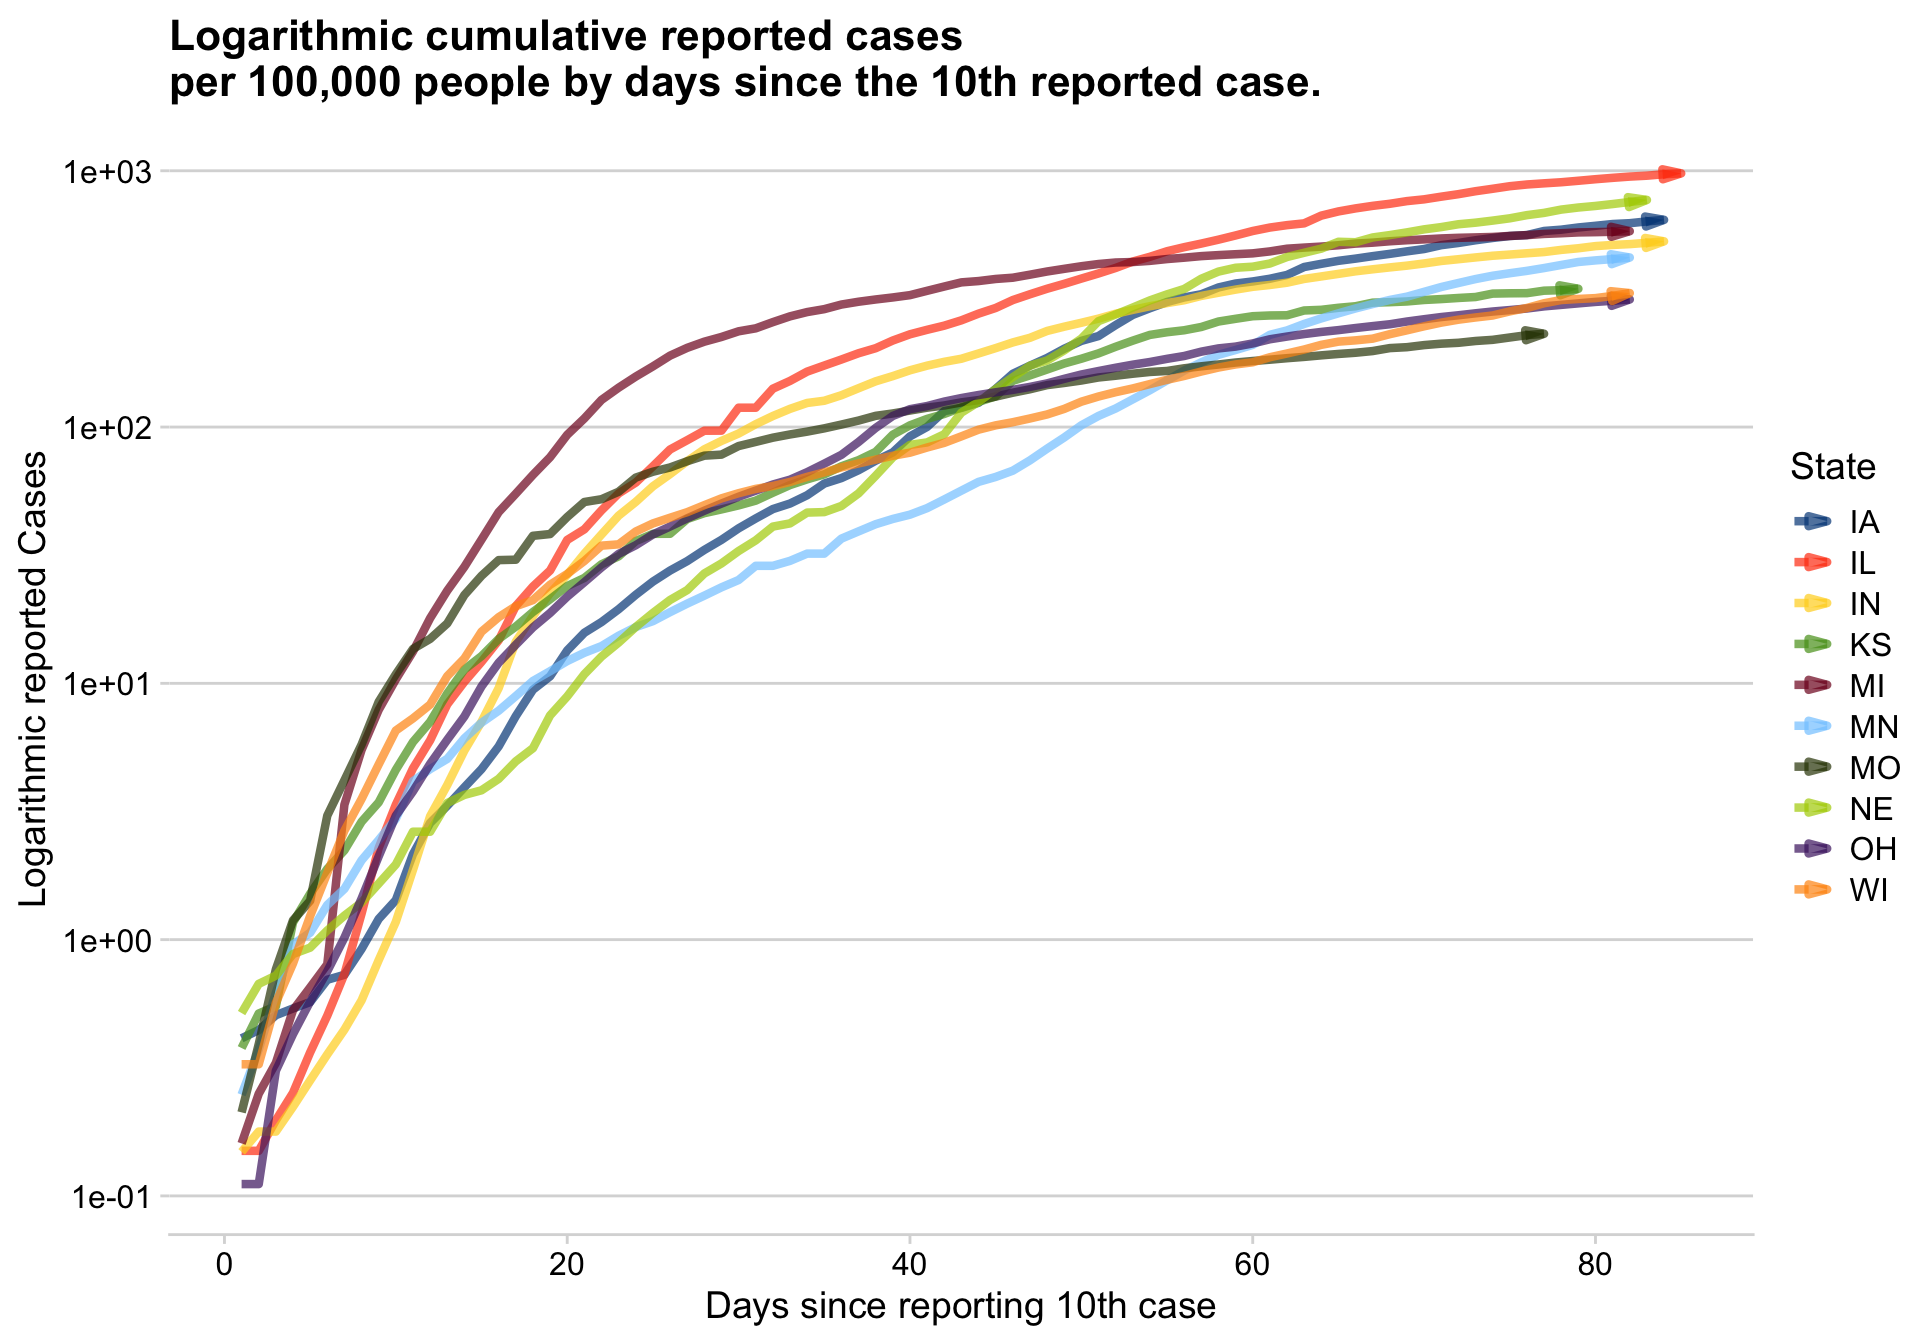 Logarithmic cumulative reported cases
per 100,000 people by days since the 10th reported case.
1e+03
1e+02
1e+01
1e+00
1e-01
Logarithmic reported Cases
0
20
40
60
80
Days since reporting 10th case
State
IA
IL
IN
KS
MI
MN
MO
NE
OH
WI